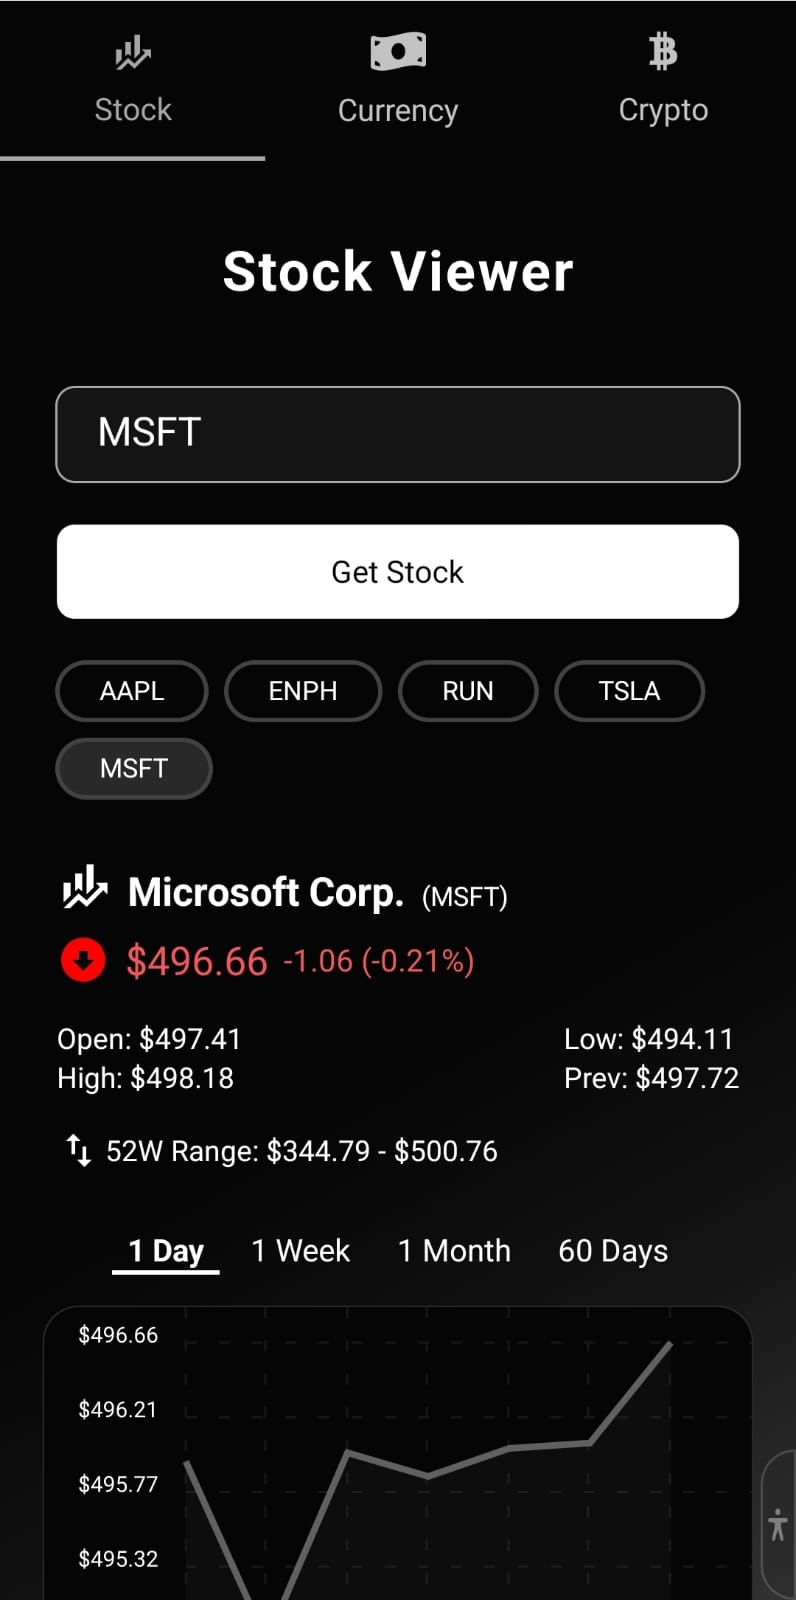 Stock Currency Crypto
Stock Viewer
MSFT
Get Stock
AAPL ENPH RUN TSLA
MSFT
Microsoft Corp. (MSFT)
$496.66 -1.06 (-0.21%)
Open: $497.41 Low: $494.11
High: $498.18 Prev: $497.72
52W Range: $344.79 - $500.76
1 Day 1 Week 1 Month 60 Days
$496.66
$496.21
$495.77
$495.32